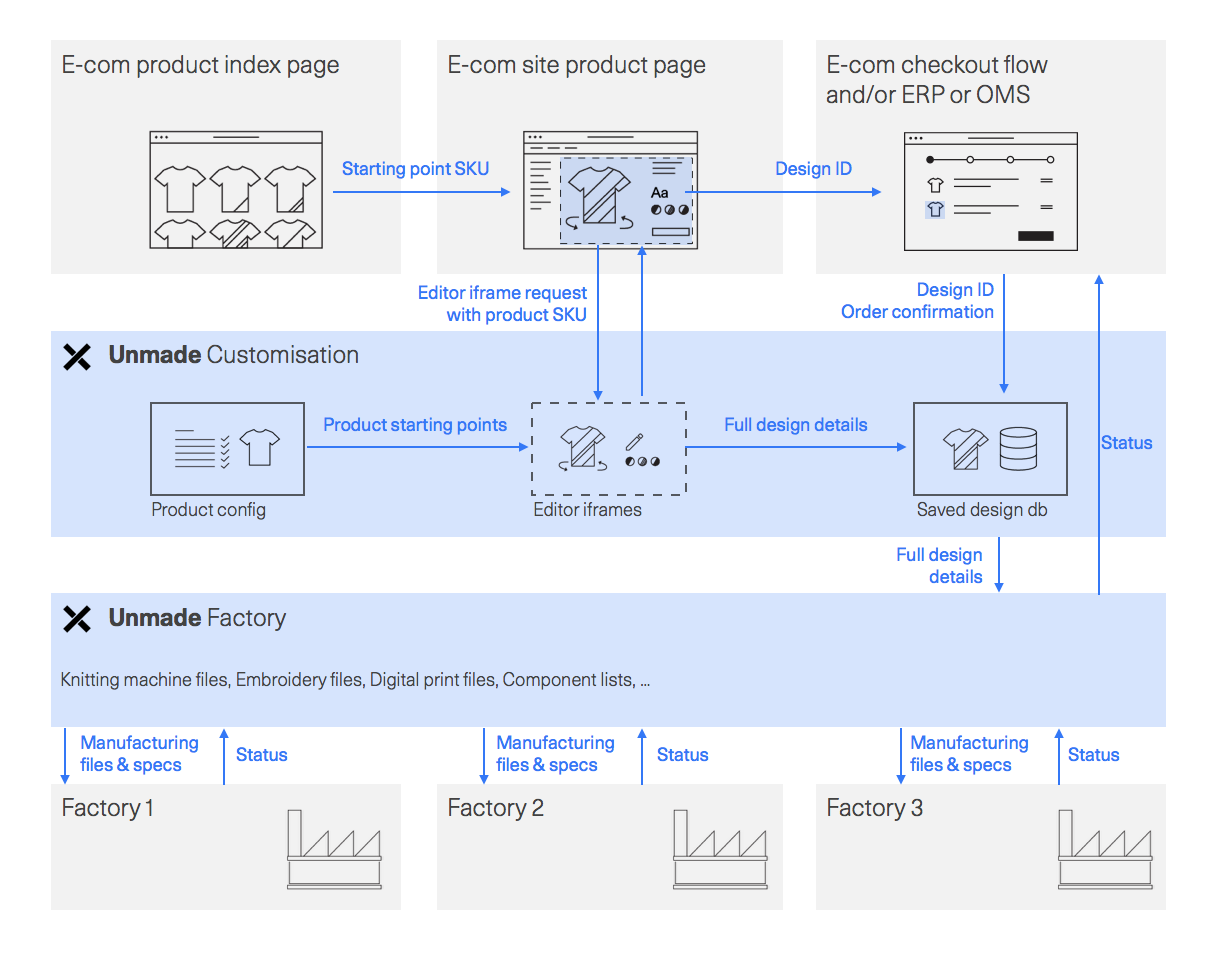 E-com product index page
E-com site product page
E-com checkout flow
and/or ERP or OMS
Starting point SKU
Aa
Design ID
Editor iframe request
with product SKU
Design ID
Order confirmation
Unmade Customisation
Product starting points
Full design details
Status
Product config
Editor iframes
Saved design db
Full design
details
Unmade Factory
Knitting machine files, Embroidery files, Digital print files, Component lists, ...
Manufacturing
files & specs
Status
Manufacturing
files & specs
Status
Manufacturing
files & specs
Status
Factory 1
Factory 2
Factory 3